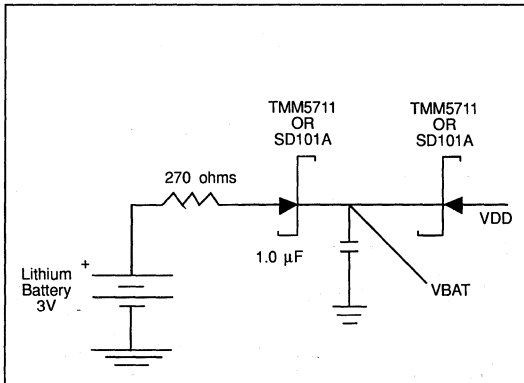 TMM5711
OR
SD101A
TMM5711
OR
SD101A
270 ohms
VDD
1.0 µF
+
Lithium
Battery
3V
VBAT